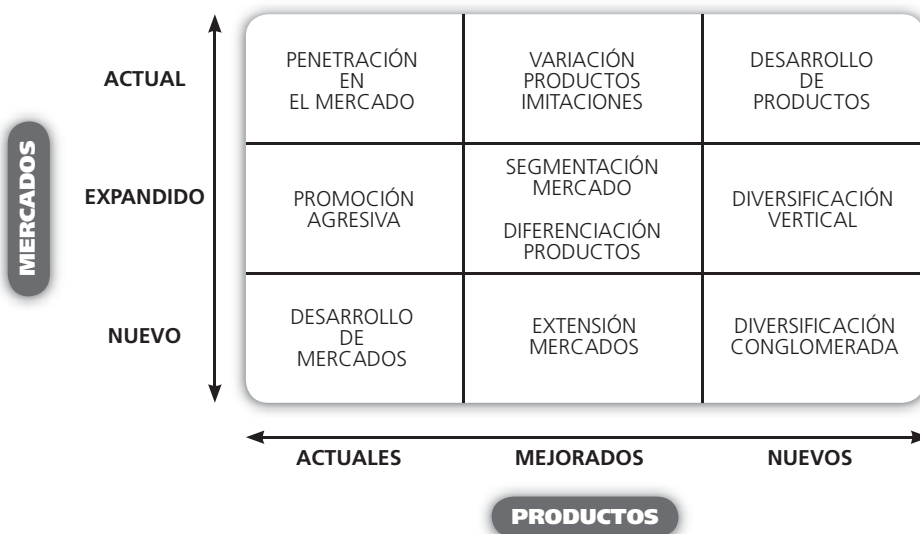 MERCADOS
ACTUAL
PENETRACIÓN
EN
EL MERCADO
VARIACIÓN
PRODUCTOS
IMITACIONES
DESARROLLO
DE
PRODUCTOS
EXPANDIDO
PROMOCIÓN
AGRESIVA
SEGMENTACIÓN
MERCADO
DIFERENCIACIÓN
PRODUCTOS
DIVERSIFICACIÓN
VERTICAL
NUEVO
DESARROLLO
DE
MERCADOS
EXTENSIÓN
MERCADOS
DIVERSIFICACIÓN
CONGLOMERADA
ACTUALES
MEJORADOS
NUEVOS
PRODUCTOS